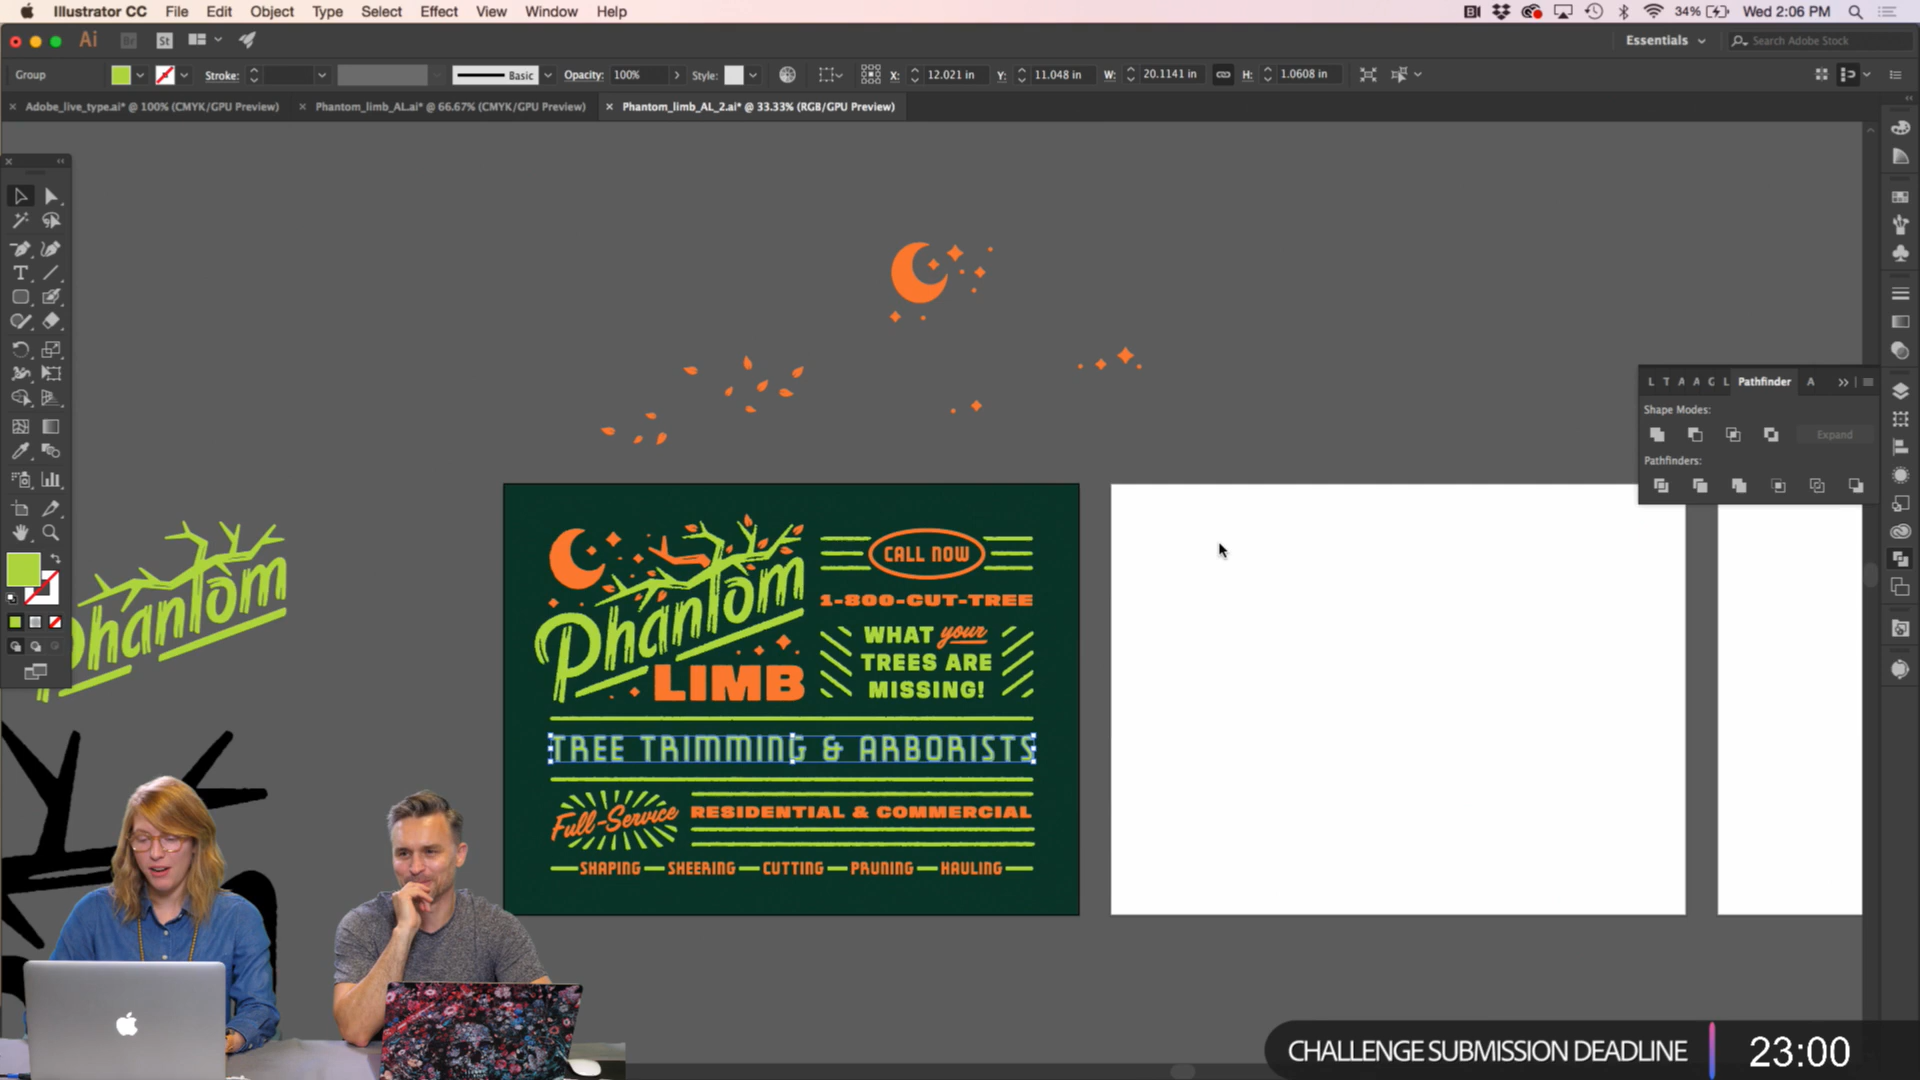 Illustrator CC File Edit Object Type Select Effect View Window Help
34% Wed 2:06 PM
Ai Br St Essentials Search Adobe Stock
Group Stroke: Basic Opacity: 100% Style: X: 12.021 in Y: 11.048 in W: 20.1141 in H: 1.0608 in
Adobe_live_type.ai* @ 100% (CMYK/GPU Preview) Phantom_limb_AL.ai* @ 66.67% (CMYK/GPU Preview) Phantom_limb_AL_2.ai* @ 33.33% (RGB/GPU Preview)
L T A A G L Pathfinder A
Shape Modes:
Expand
Pathfinders:
Phantom
Phantom
LIMB
CALL NOW
1-800-CUT-TREE
WHAT your
TREES ARE
MISSING!
TREE TRIMMING & ARBORISTS
Full-Service RESIDENTIAL & COMMERCIAL
SHAPING — SHEERING — CUTTING — PRUNING — HAULING
CHALLENGE SUBMISSION DEADLINE 23:00